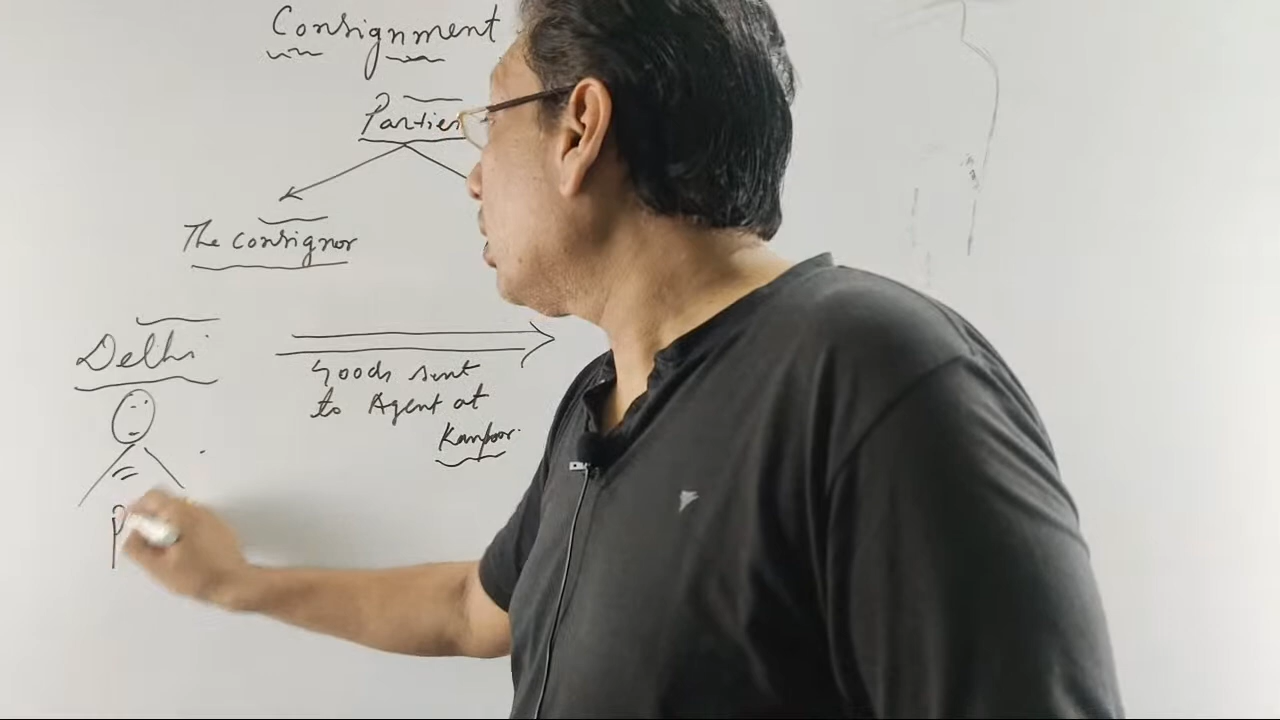 Consignment
Parties
The consignor
Delhi
Goods sent
to Agent at
Kanpoor.
P